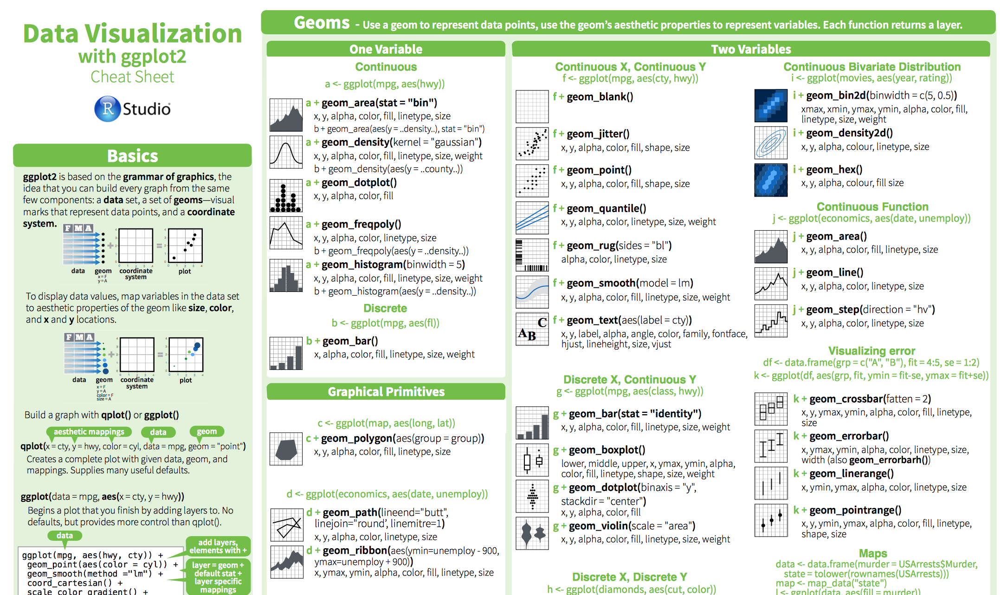 Data Visualization
with ggplot2
Cheat Sheet
R Studio®
Basics
ggplot2 is based on the grammar of graphics, the
idea that you can build every graph from the same
few components: a data set, a set of geoms—visual
marks that represent data points, and a coordinate
system.
F M A
+
=
data
geom
x = F
y = A
coordinate
system
plot
To display data values, map variables in the data set
to aesthetic properties of the geom like size, color,
and x and y locations.
F M A
+
=
data
geom
x = F
y = A
color = F
size = A
coordinate
system
plot
Build a graph with qplot() or ggplot()
aesthetic mappings
data
geom
qplot(x = cty, y = hwy, color = cyl, data = mpg, geom = "point")
Creates a complete plot with given data, geom, and
mappings. Supplies many useful defaults.
ggplot(data = mpg, aes(x = cty, y = hwy))
Begins a plot that you finish by adding layers to. No
defaults, but provides more control than qplot().
data
ggplot(mpg, aes(hwy, cty)) +
geom_point(aes(color = cyl)) +
geom_smooth(method ="lm") +
coord_cartesian() +
scale_color_gradient() +
add layers,
elements with +
layer = geom +
default stat +
layer specific
mappings
Geoms - Use a geom to represent data points, use the geom's aesthetic properties to represent variables. Each function returns a layer.
One Variable
Continuous
a <- ggplot(mpg, aes(hwy))
a + geom_area(stat = "bin")
x, y, alpha, color, fill, linetype, size
b + geom_area(aes(y = ..density..), stat = "bin")
a + geom_density(kernel = "gaussian")
x, y, alpha, color, fill, linetype, size, weight
b + geom_density(aes(y = ..county..))
a + geom_dotplot()
x, y, alpha, color, fill
a + geom_freqpoly()
x, y, alpha, color, linetype, size
b + geom_freqpoly(aes(y = ..density..))
a + geom_histogram(binwidth = 5)
x, y, alpha, color, fill, linetype, size, weight
b + geom_histogram(aes(y = ..density..))
Discrete
b <- ggplot(mpg, aes(fl))
b + geom_bar()
x, alpha, color, fill, linetype, size, weight
Graphical Primitives
c <- ggplot(map, aes(long, lat))
c + geom_polygon(aes(group = group))
x, y, alpha, color, fill, linetype, size
d <- ggplot(economics, aes(date, unemploy))
d + geom_path(lineend="butt",
linejoin="round', linemitre=1)
x, y, alpha, color, linetype, size
d + geom_ribbon(aes(ymin=unemploy - 900,
ymax=unemploy + 900))
x, ymax, ymin, alpha, color, fill, linetype, size
Two Variables
Continuous X, Continuous Y
f <- ggplot(mpg, aes(cty, hwy))
f + geom_blank()
f + geom_jitter()
x, y, alpha, color, fill, shape, size
f + geom_point()
x, y, alpha, color, fill, shape, size
f + geom_quantile()
x, y, alpha, color, linetype, size, weight
f + geom_rug(sides = "bl")
alpha, color, linetype, size
f + geom_smooth(model = lm)
x, y, alpha, color, fill, linetype, size, weight
A B C
f + geom_text(aes(label = cty))
x, y, label, alpha, angle, color, family, fontface,
hjust, lineheight, size, vjust
Discrete X, Continuous Y
g <- ggplot(mpg, aes(class, hwy))
g + geom_bar(stat = "identity")
x, y, alpha, color, fill, linetype, size, weight
g + geom_boxplot()
lower, middle, upper, x, ymax, ymin, alpha,
color, fill, linetype, shape, size, weight
g + geom_dotplot(binaxis = "y",
stackdir = "center")
x, y, alpha, color, fill
g + geom_violin(scale = "area")
x, y, alpha, color, fill, linetype, size, weight
Discrete X, Discrete Y
h <- ggplot(diamonds, aes(cut, color))
Continuous Bivariate Distribution
i <- ggplot(movies, aes(year, rating))
i + geom_bin2d(binwidth = c(5, 0.5))
xmax, xmin, ymax, ymin, alpha, color, fill,
linetype, size, weight
i + geom_density2d()
x, y, alpha, colour, linetype, size
i + geom_hex()
x, y, alpha, colour, fill size
Continuous Function
j <- ggplot(economics, aes(date, unemploy))
j + geom_area()
x, y, alpha, color, fill, linetype, size
j + geom_line()
x, y, alpha, color, linetype, size
j + geom_step(direction = "hv")
x, y, alpha, color, linetype, size
Visualizing error
df <- data.frame(grp = c("A", "B"), fit = 4:5, se = 1:2)
k <- ggplot(df, aes(grp, fit, ymin = fit-se, ymax = fit+se))
k + geom_crossbar(fatten = 2)
x, y, ymax, ymin, alpha, color, fill, linetype,
size
k + geom_errorbar()
x, ymax, ymin, alpha, color, linetype, size,
width (also geom_errorbarh())
k + geom_linerange()
x, ymin, ymax, alpha, color, linetype, size
k + geom_pointrange()
x, y, ymin, ymax, alpha, color, fill, linetype,
shape, size
Maps
data <- data.frame(murder = USArrests$Murder,
state = tolower(rownames(USArrests)))
map <- map_data("state")
l <- ggplot(data, aes(fill = murder))